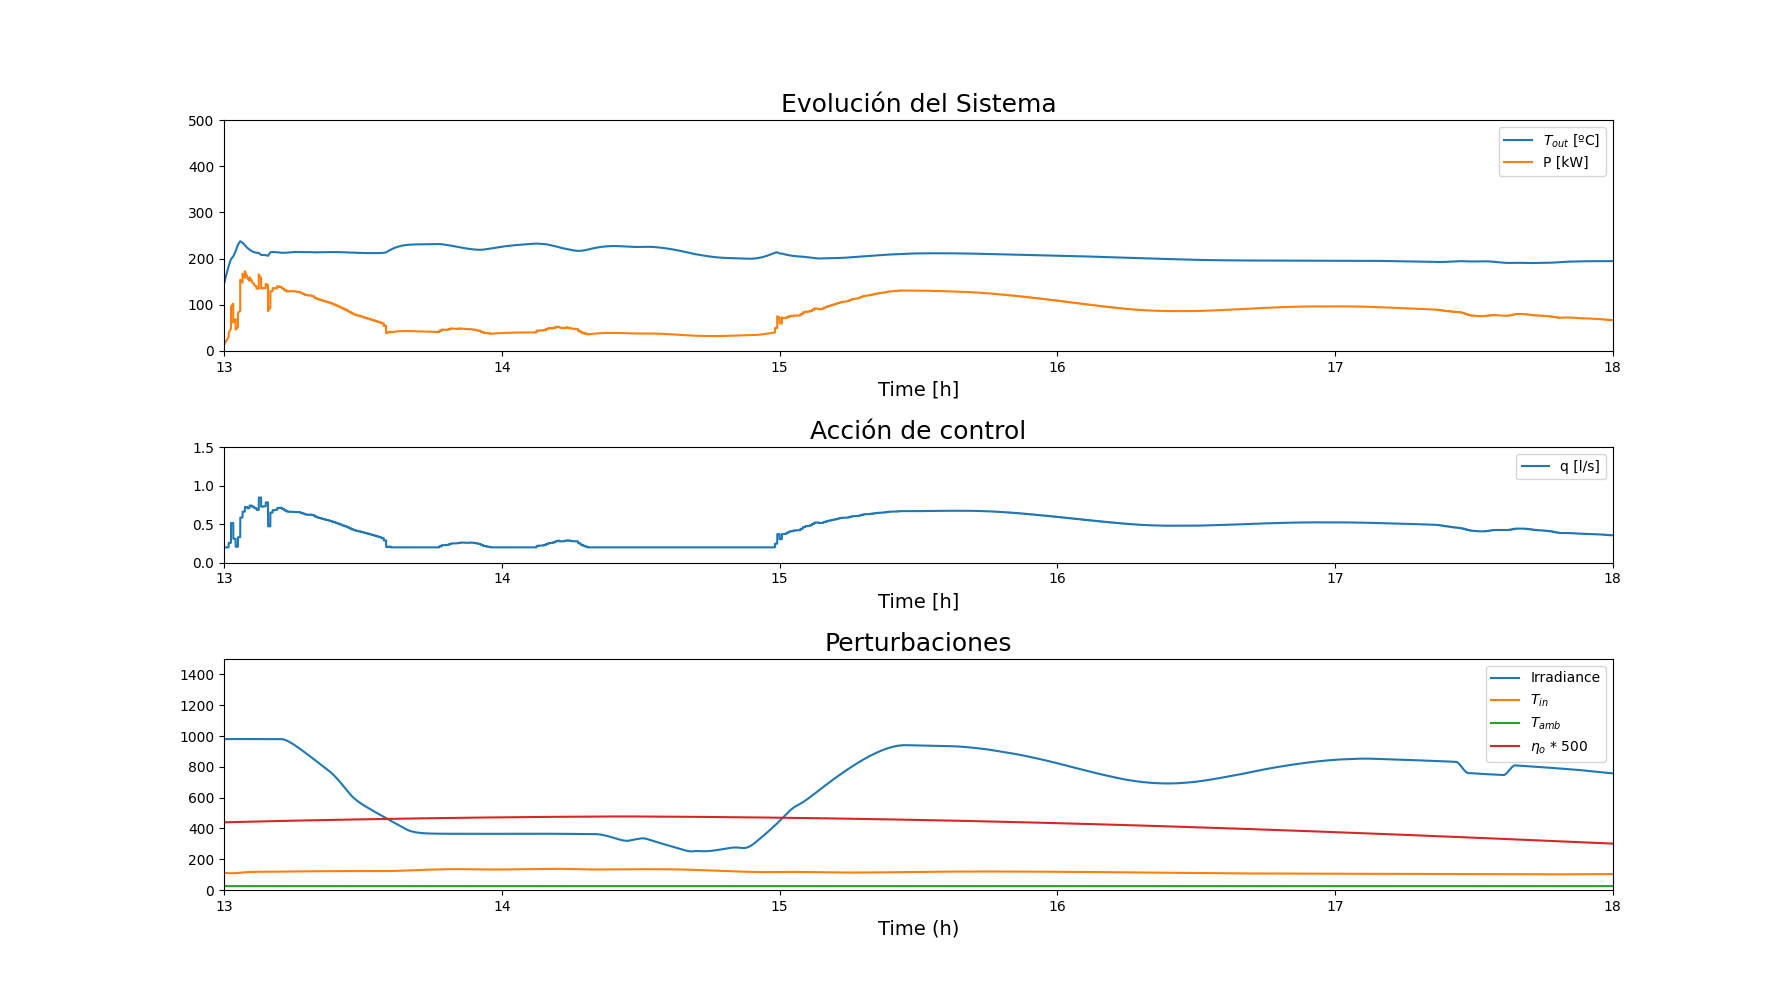 Evolución del Sistema
500
400
300
200
100
0
T_out [ºC]
P [kW]
13 14 15 16 17 18
Time [h]
Acción de control
1.5
1.0
0.5
0.0
q [l/s]
13 14 15 16 17 18
Time [h]
Perturbaciones
1400
1200
1000
800
600
400
200
0
Irradiance
T_in
T_amb
η_o * 500
13 14 15 16 17 18
Time (h)